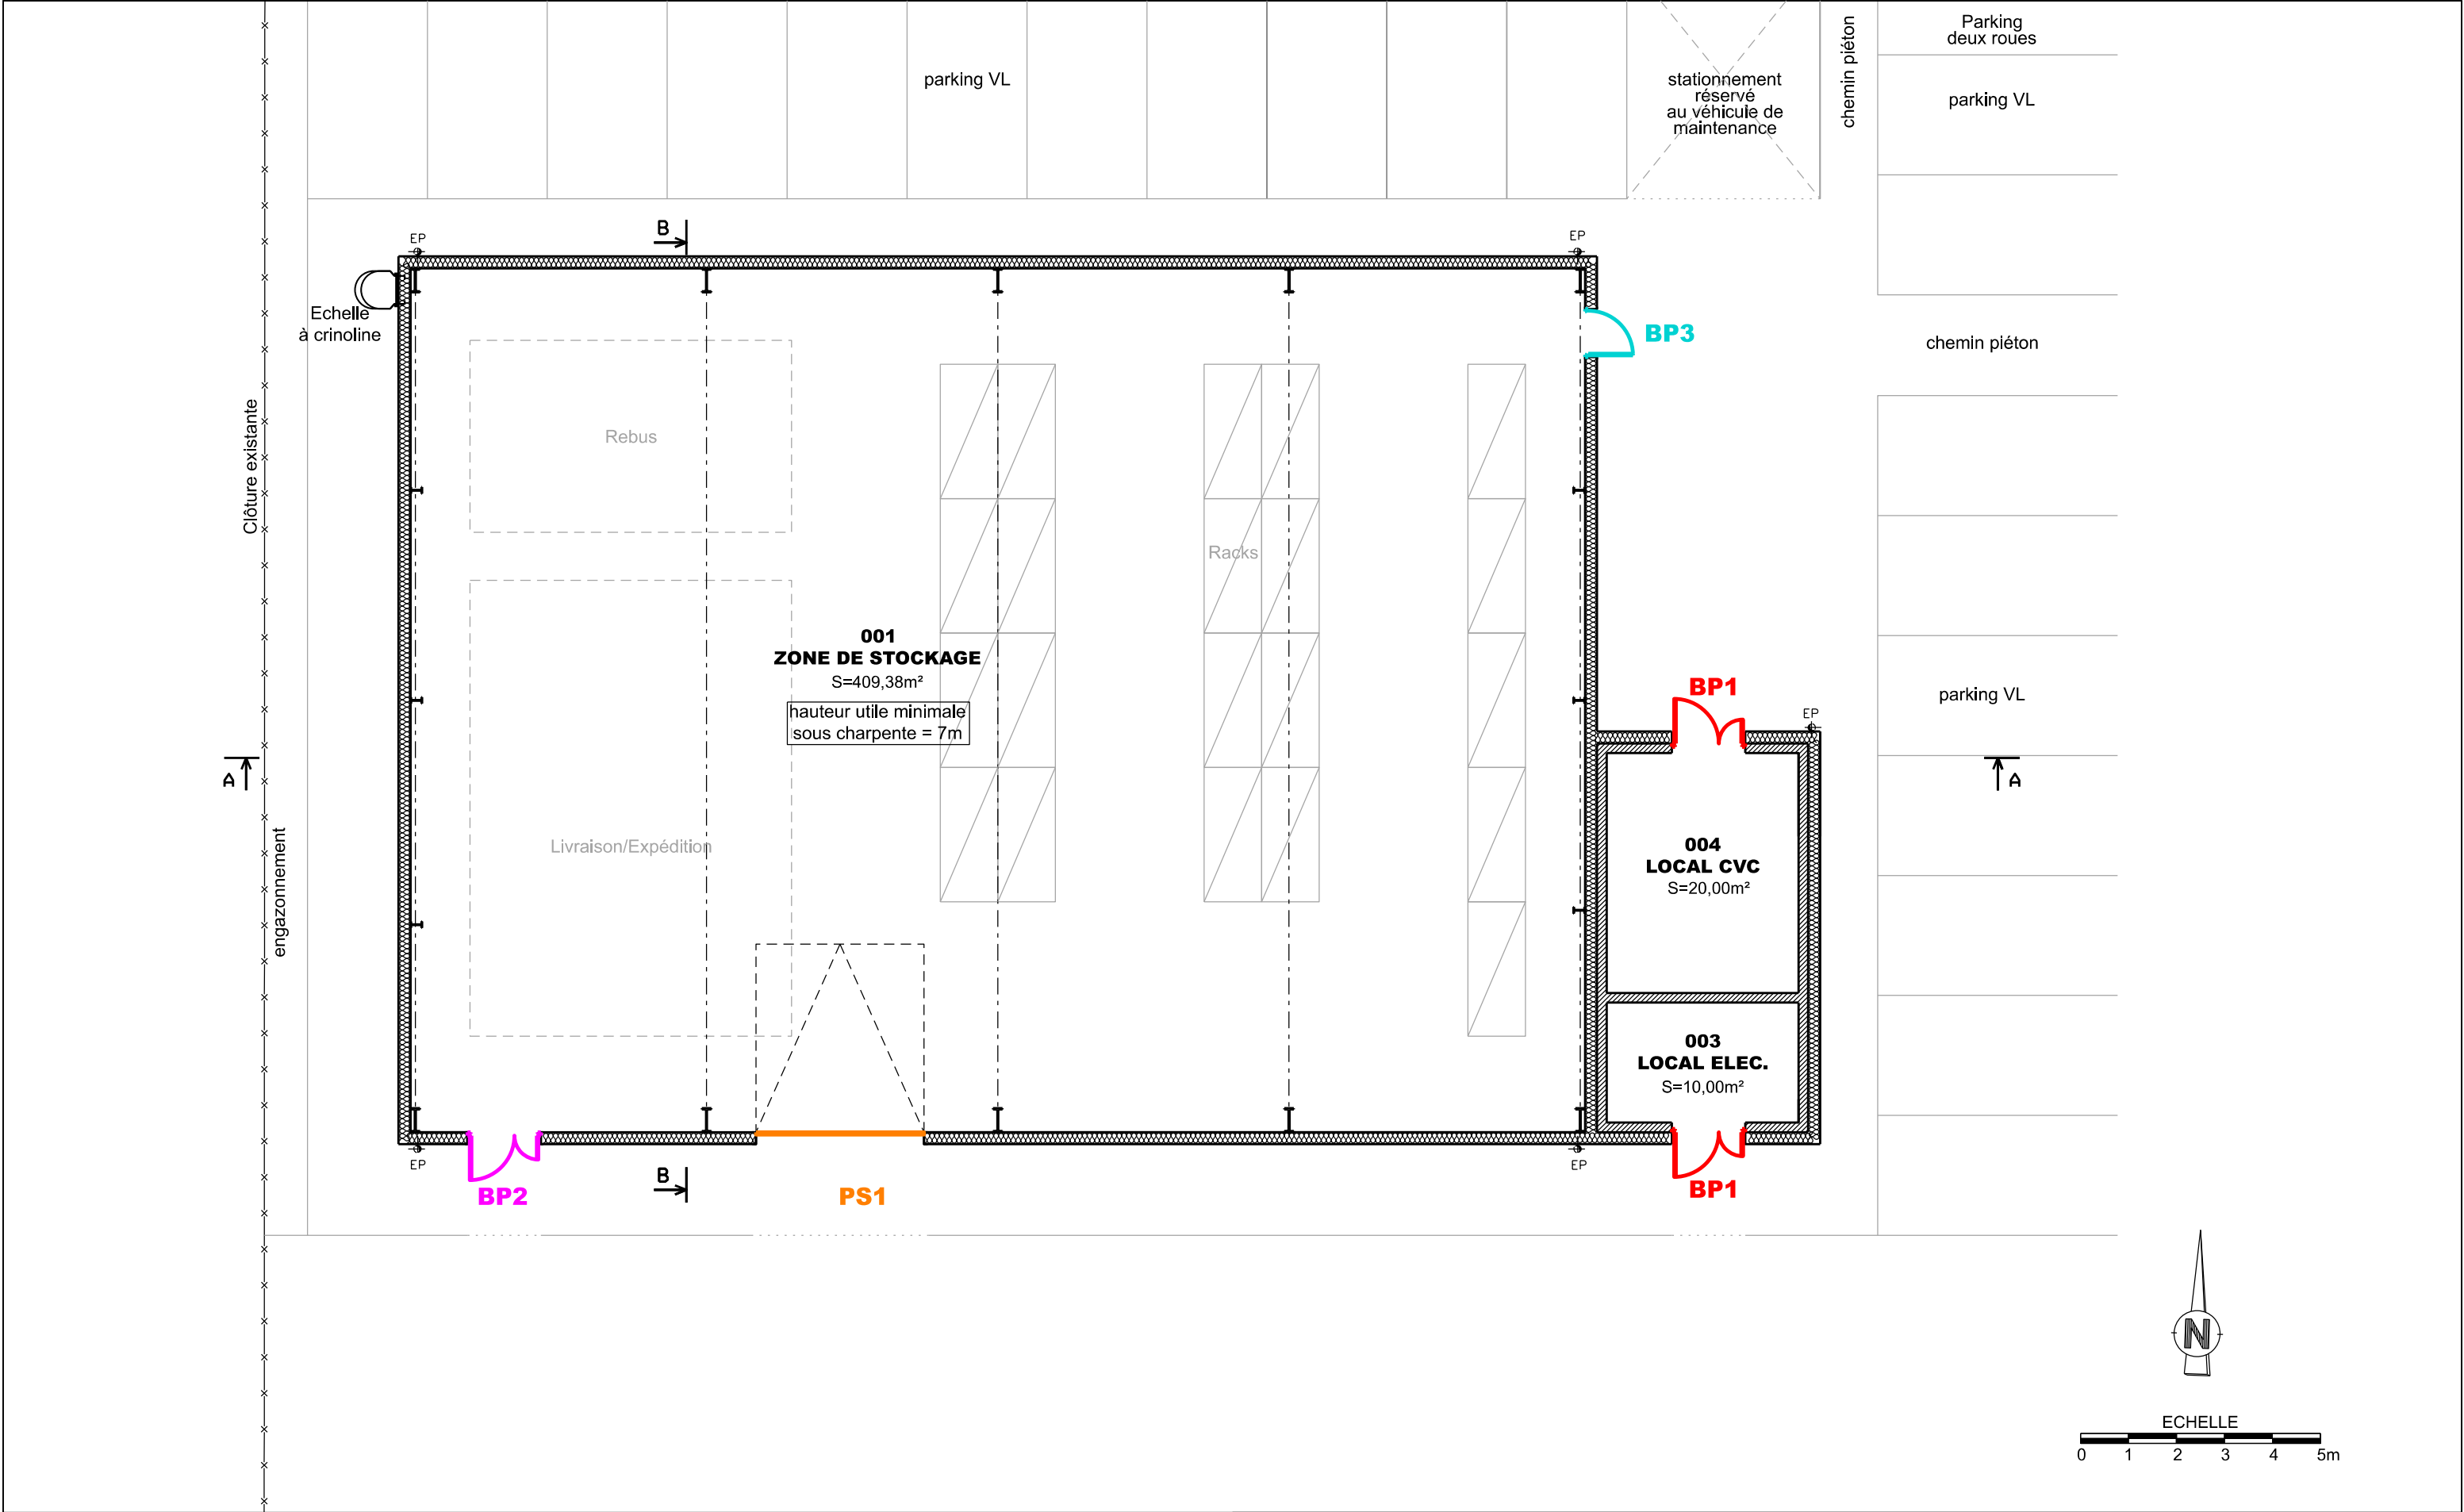 parking VL
stationnement
réservé
au véhicule de
maintenance
chemin piéton
Parking
deux roues
parking VL
B
EP
EP
Echelle
à crinoline
BP3
chemin piéton
Clôture existante
Rebus
Racks
001
ZONE DE STOCKAGE
S=409,38m²
hauteur utile minimale
sous charpente = 7m
BP1
EP
parking VL
A
A
engazonnement
Livraison/Expédition
004
LOCAL CVC
S=20,00m²
003
LOCAL ELEC.
S=10,00m²
EP
EP
BP2
B
PS1
BP1
N
ECHELLE
0 1 2 3 4 5m